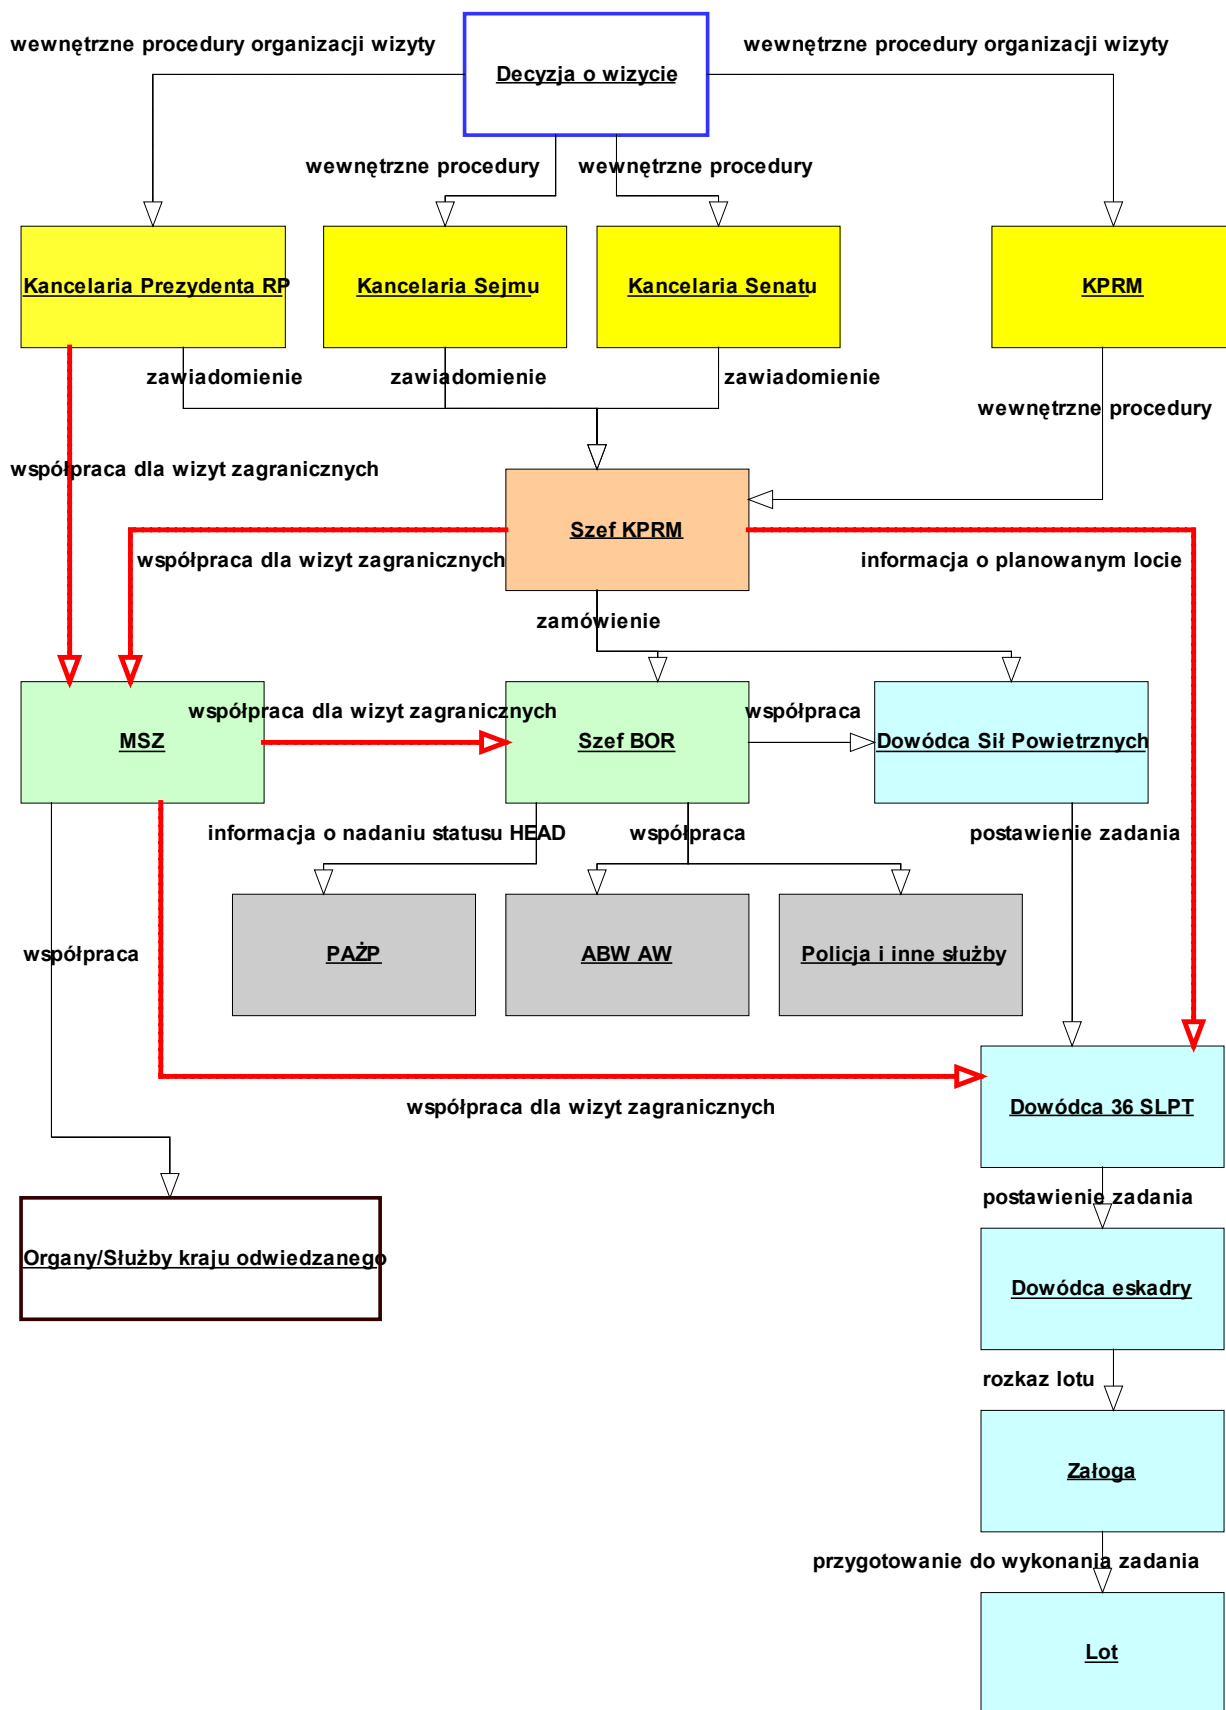 wewnętrzne procedury organizacji wizyty
wewnętrzne procedury organizacji wizyty
Decyzja o wizycie
wewnętrzne procedury
wewnętrzne procedury
Kancelaria Prezydenta RP
Kancelaria Sejmu
Kancelaria Senatu
KPRM
zawiadomienie
zawiadomienie
zawiadomienie
wewnętrzne procedury
współpraca dla wizyt zagranicznych
Szef KPRM
współpraca dla wizyt zagranicznych
informacja o planowanym locie
zamówienie
współpraca dla wizyt zagranicznych
współpraca
MSZ
Szef BOR
Dowódca Sił Powietrznych
informacja o nadaniu statusu HEAD
współpraca
postawienie zadania
współpraca
PAŻP
ABW AW
Policja i inne służby
współpraca dla wizyt zagranicznych
Dowódca 36 SLPT
postawienie zadania
Organy/Służby kraju odwiedzanego
Dowódca eskadry
rozkaz lotu
Załoga
przygotowanie do wykonania zadania
Lot